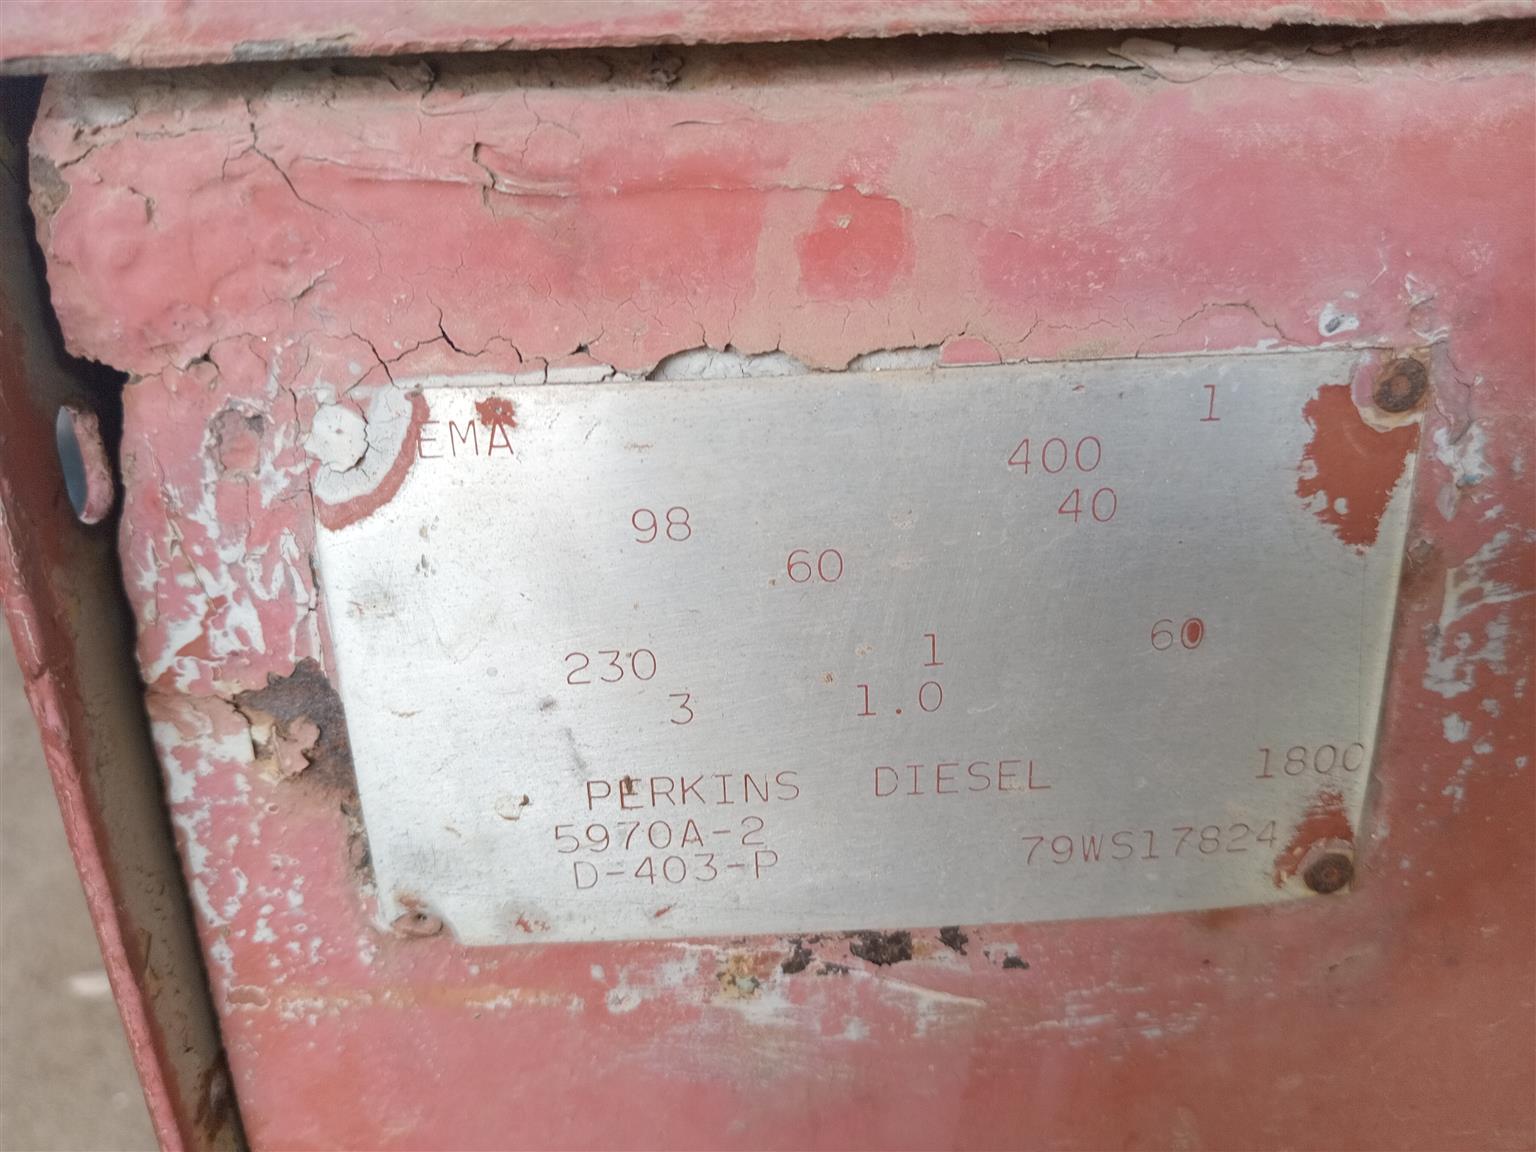 1
EMA 400
98 40
60
230 1 60
3 1.0
PERKINS DIESEL 1800
5970A-2 79WS17824
D-403-P